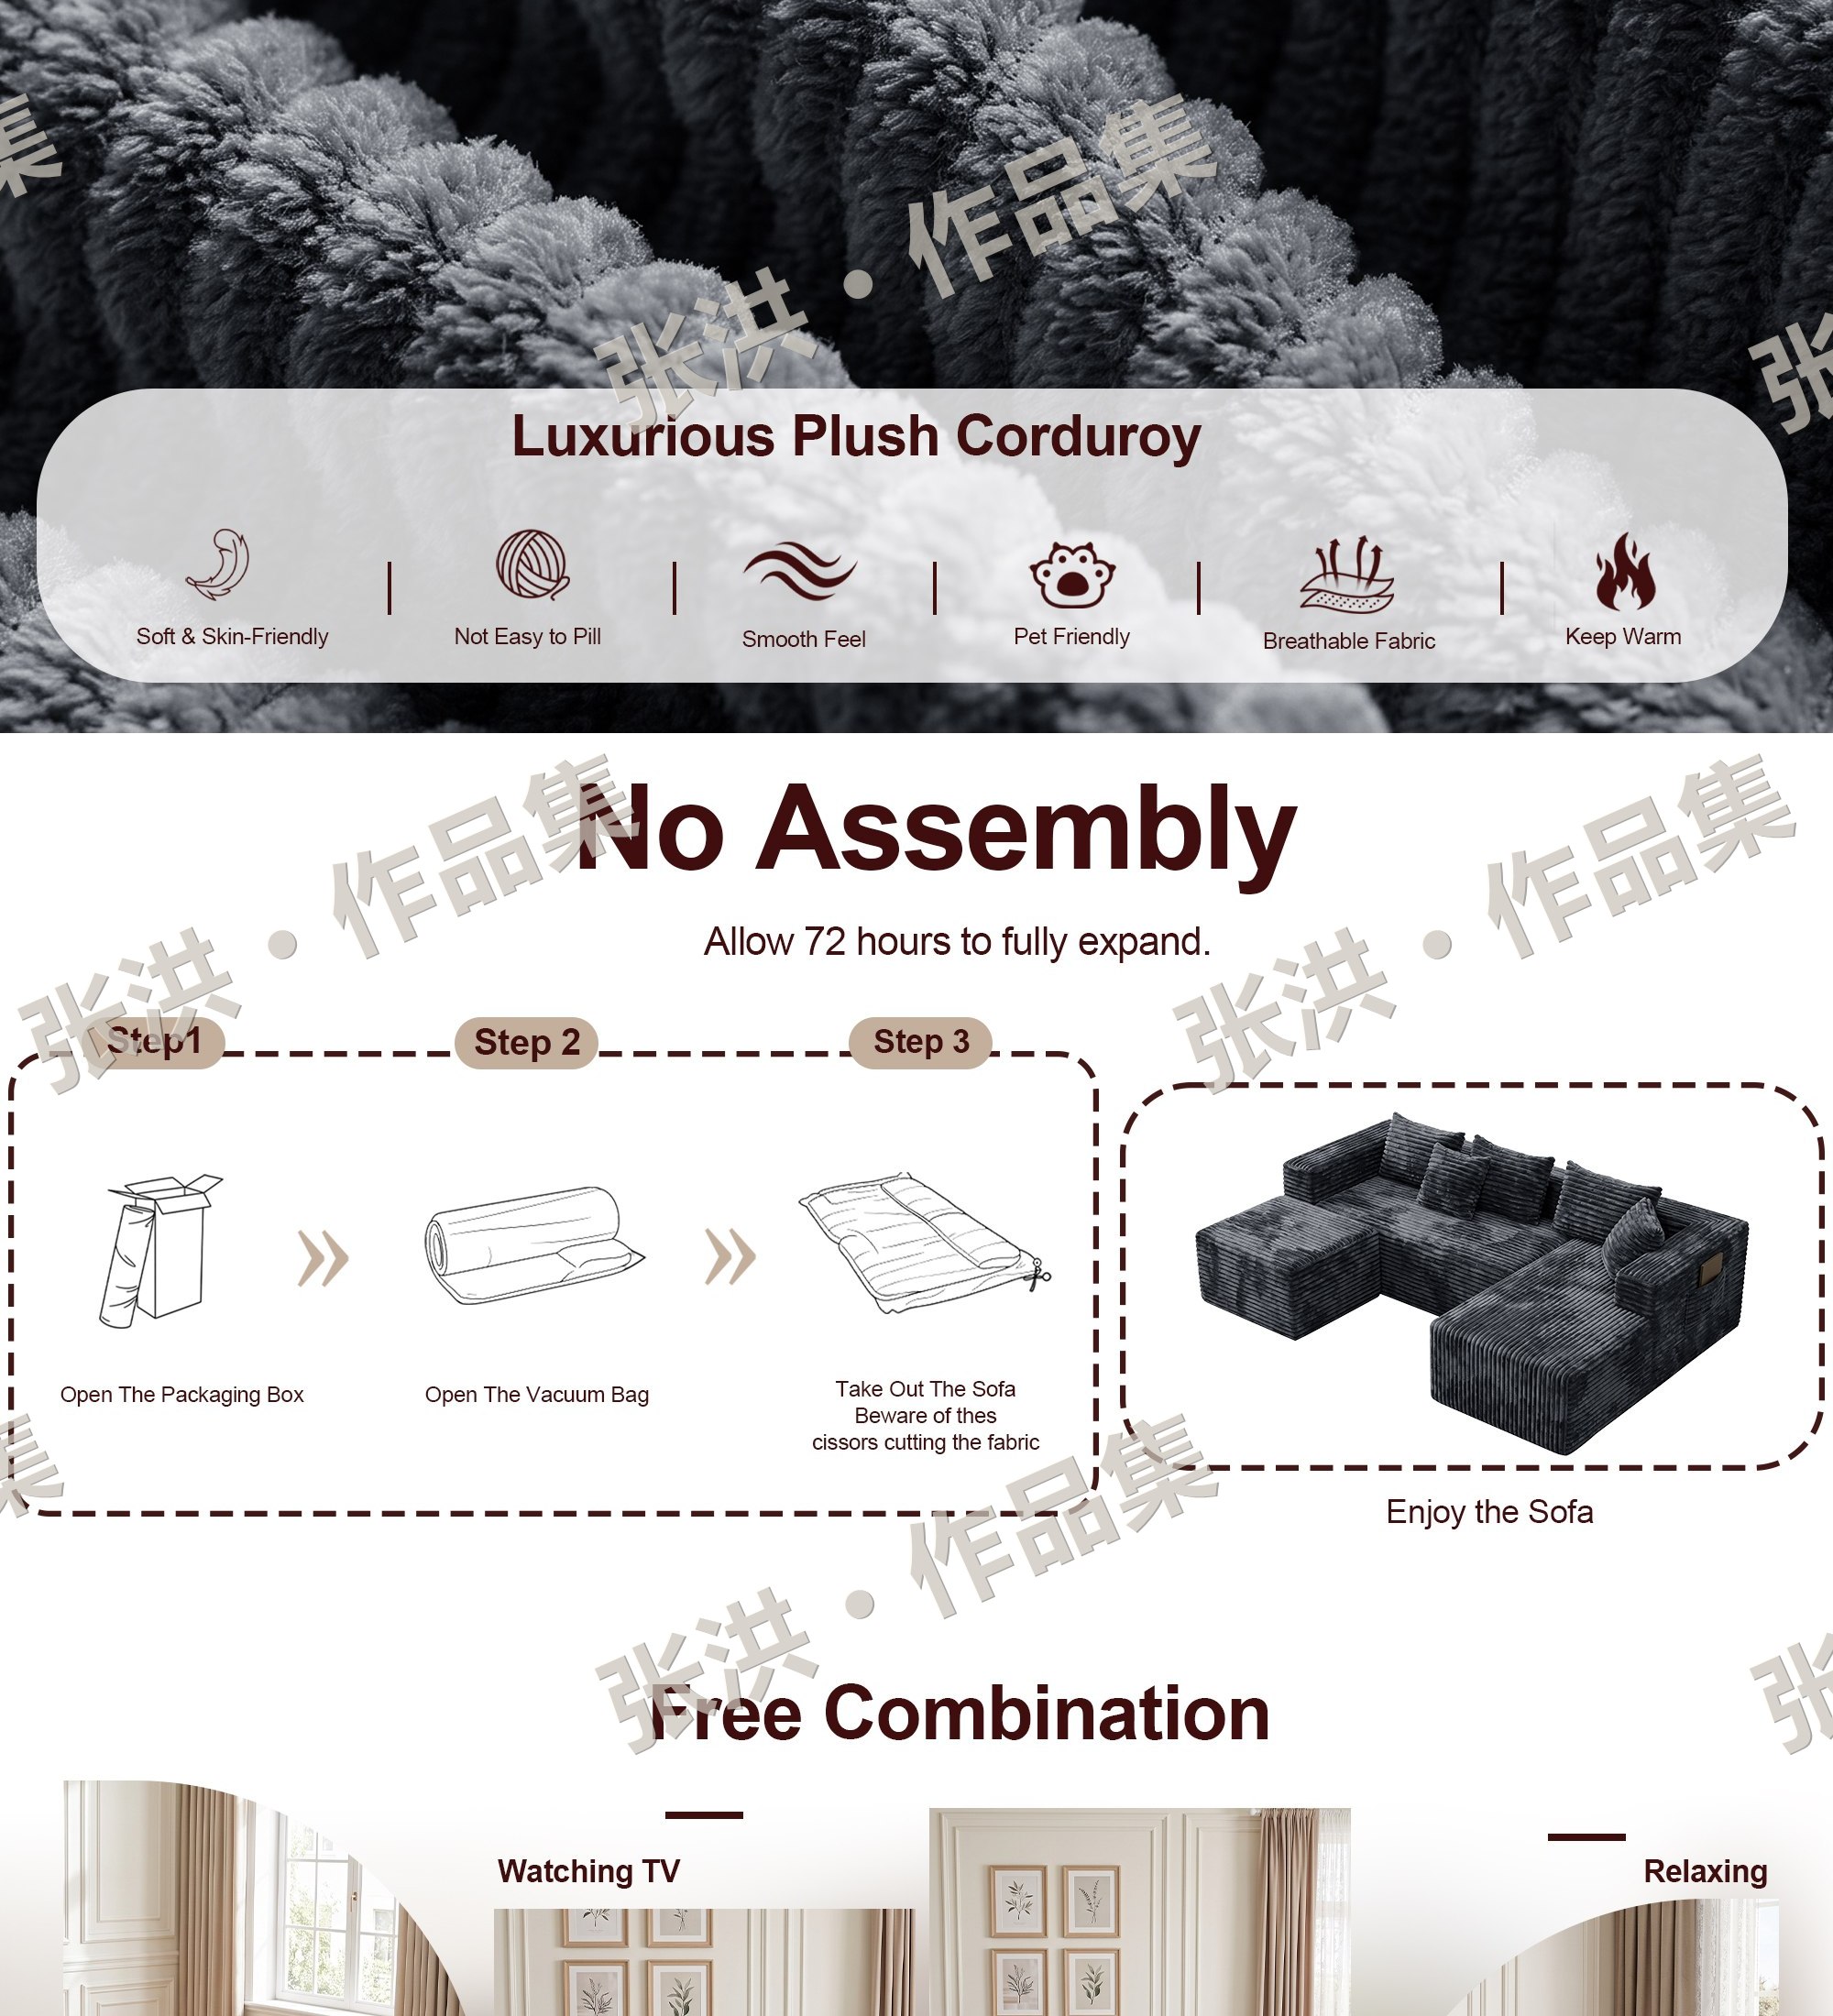 Luxurious Plush Corduroy
Soft & Skin-Friendly
Not Easy to Pill
Smooth Feel
Pet Friendly
Breathable Fabric
Keep Warm
张洪·作品集
No Assembly
Allow 72 hours to fully expand.
张洪·作品集
张洪·作品集
Step1
Step 2
Step 3
Open The Packaging Box
Open The Vacuum Bag
Take Out The Sofa
Beware of thes
cissors cutting the fabric
Enjoy the Sofa
张洪·作品集
Free Combination
Watching TV
Relaxing
集
张
集
张